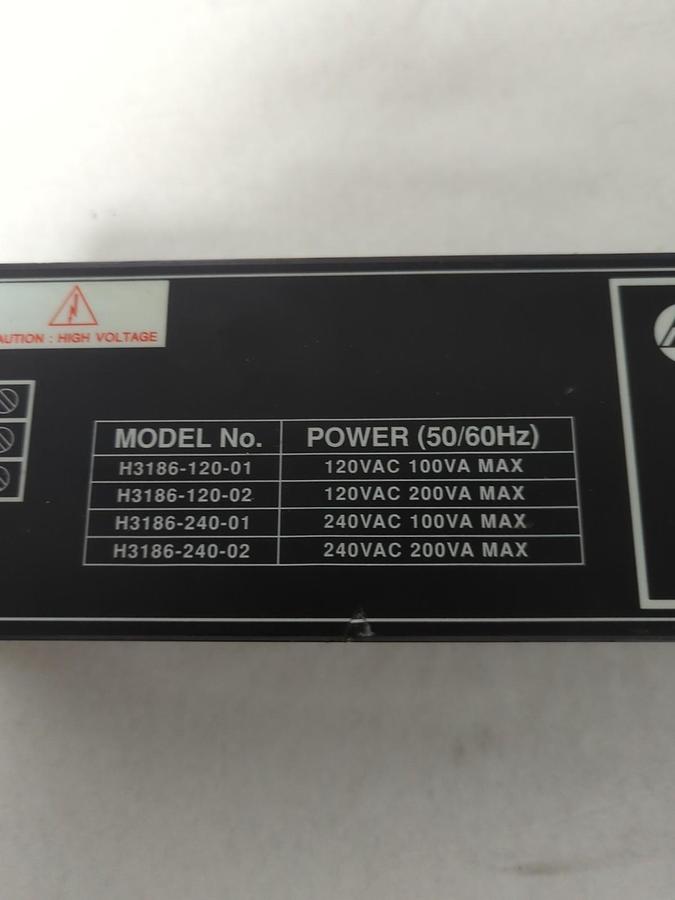 CAUTION : HIGH VOLTAGE
MODEL No. POWER (50/60Hz)
H3186-120-01 120VAC 100VA MAX
H3186-120-02 120VAC 200VA MAX
H3186-240-01 240VAC 100VA MAX
H3186-240-02 240VAC 200VA MAX